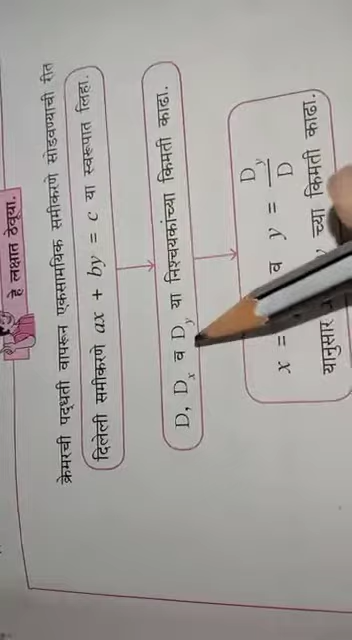 हे लक्षात ठेवूया.
क्रेमरची पद्धती वापरून एकसामयिक समीकरणे सोडवण्याची रीत
दिलेली समीकरणे ax + by = c या स्वरूपात लिहा.
D, Dx व Dy या निश्चयकांच्या किमती काढा.
x = व y = Dy/D
यानुसार च्या किमती काढा.